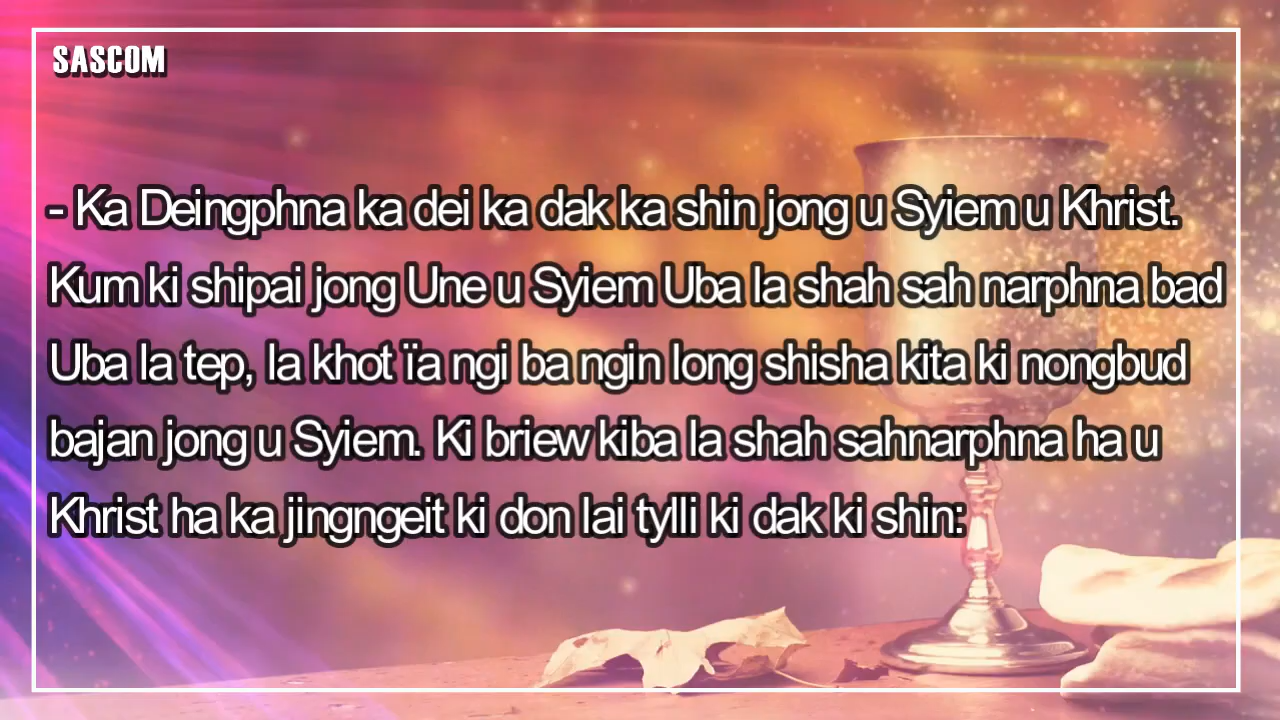 SASCOM
- Ka Deingphna ka dei ka dak ka shin jong u Syiem u Khrist.
Kum ki shipai jong Une u Syiem Uba la shah sah narphna bad
Uba la tep, la khot ïa ngi ba ngin long shisha kita ki nongbud
bajan jong u Syiem. Ki briew kiba la shah sahnarphna ha u
Khrist ha ka jingngeit ki don lai tylli ki dak ki shin: